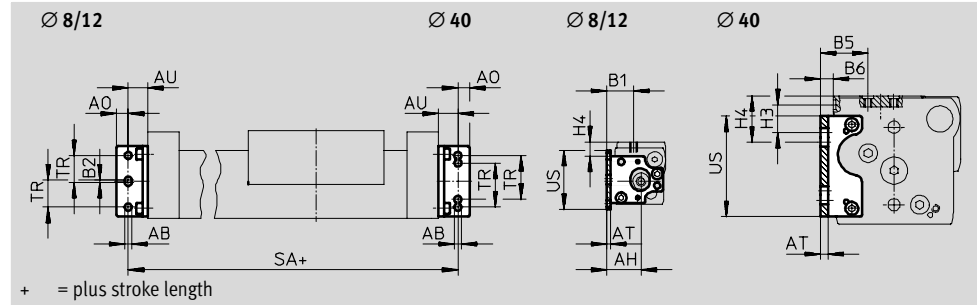 ⌀ 8/12
⌀ 40
⌀ 8/12
⌀ 40
AU
AO
TR
B2
TR
AB
SA+
AO
AU
TR
TR
AB
B1
H4
US
AT
AH
B5
B6
H4
H3
US
AT
+ = plus stroke length